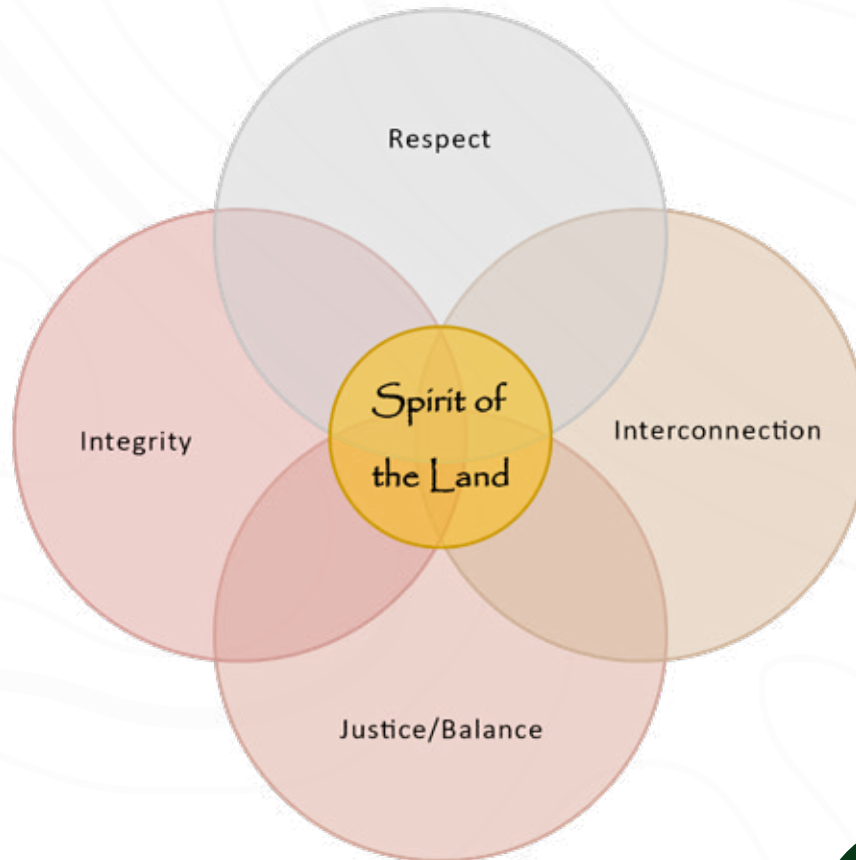 Respect
Spirit of
the Land
Integrity
Interconnection
Justice/Balance